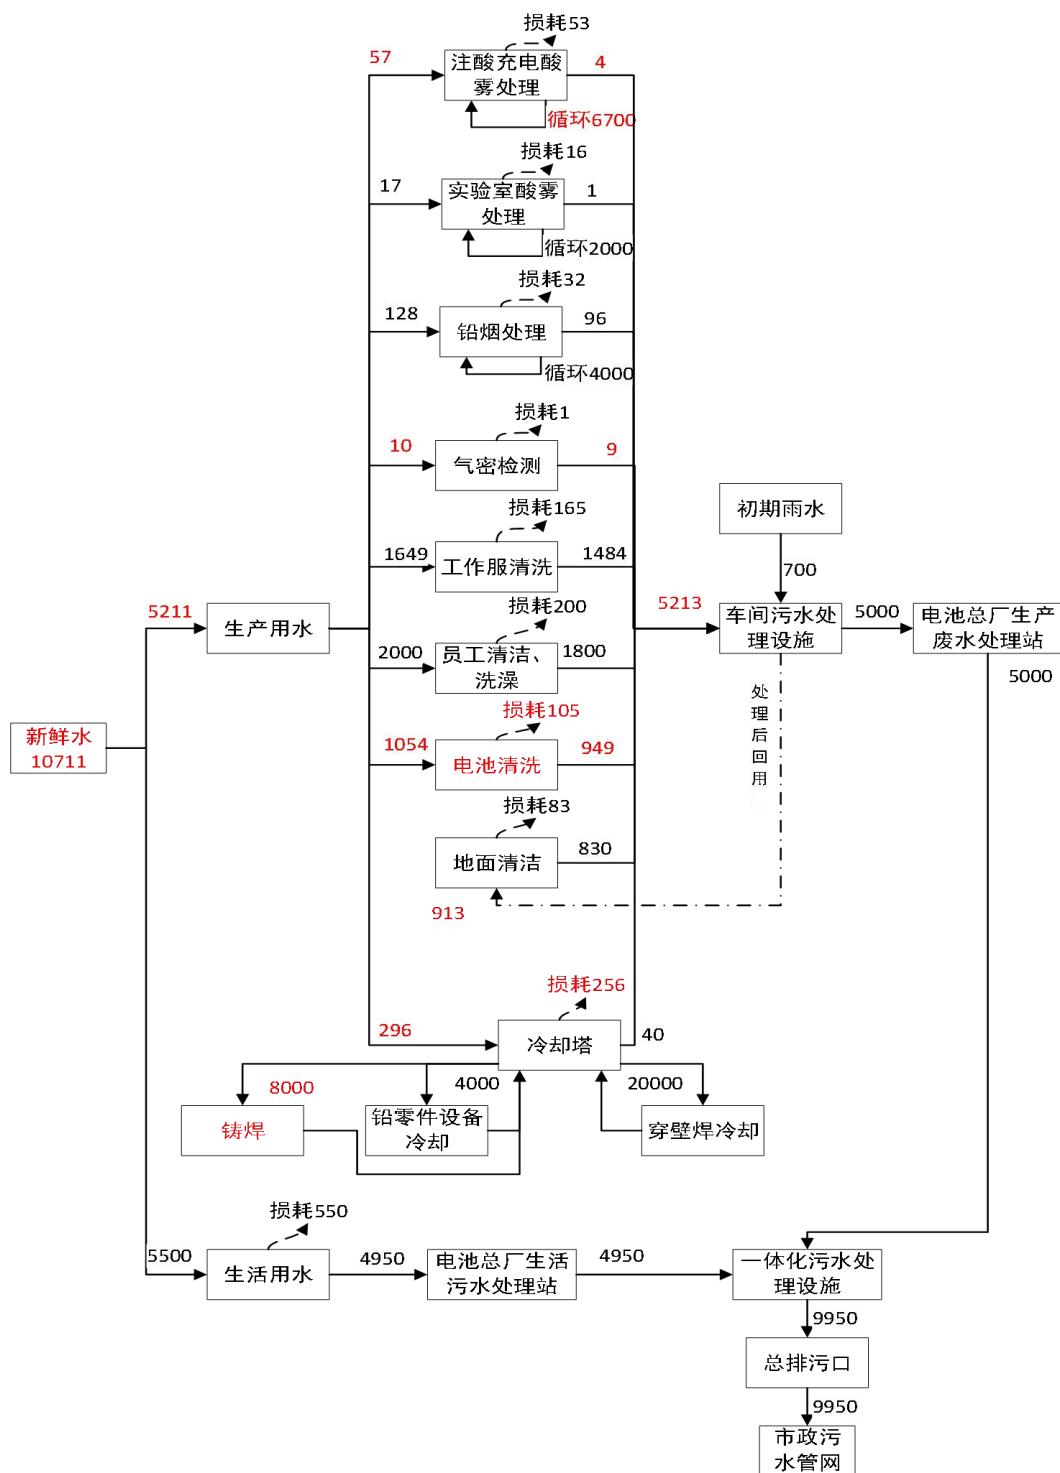 损耗53
57
注酸充电酸
雾处理
4
循环6700
损耗16
17
实验室酸雾
处理
1
循环2000
损耗32
128
铅烟处理
96
循环4000
损耗1
10
气密检测
9
初期雨水
损耗165
1649
工作服清洗
1484
700
5211
生产用水
损耗200
2000
员工清洁、
洗澡
1800
5213
车间污水处
理设施
5000
电池总厂生产
废水处理站
5000
处
理
后
回
用
新鲜水
10711
损耗105
1054
电池清洗
949
损耗83
地面清洁
830
913
损耗256
296
冷却塔
40
8000
4000
20000
铸焊
铅零件设备
冷却
穿壁焊冷却
损耗550
5500
生活用水
4950
电池总厂生活
污水处理站
4950
一体化污水处
理设施
9950
总排污口
9950
市政污
水管网